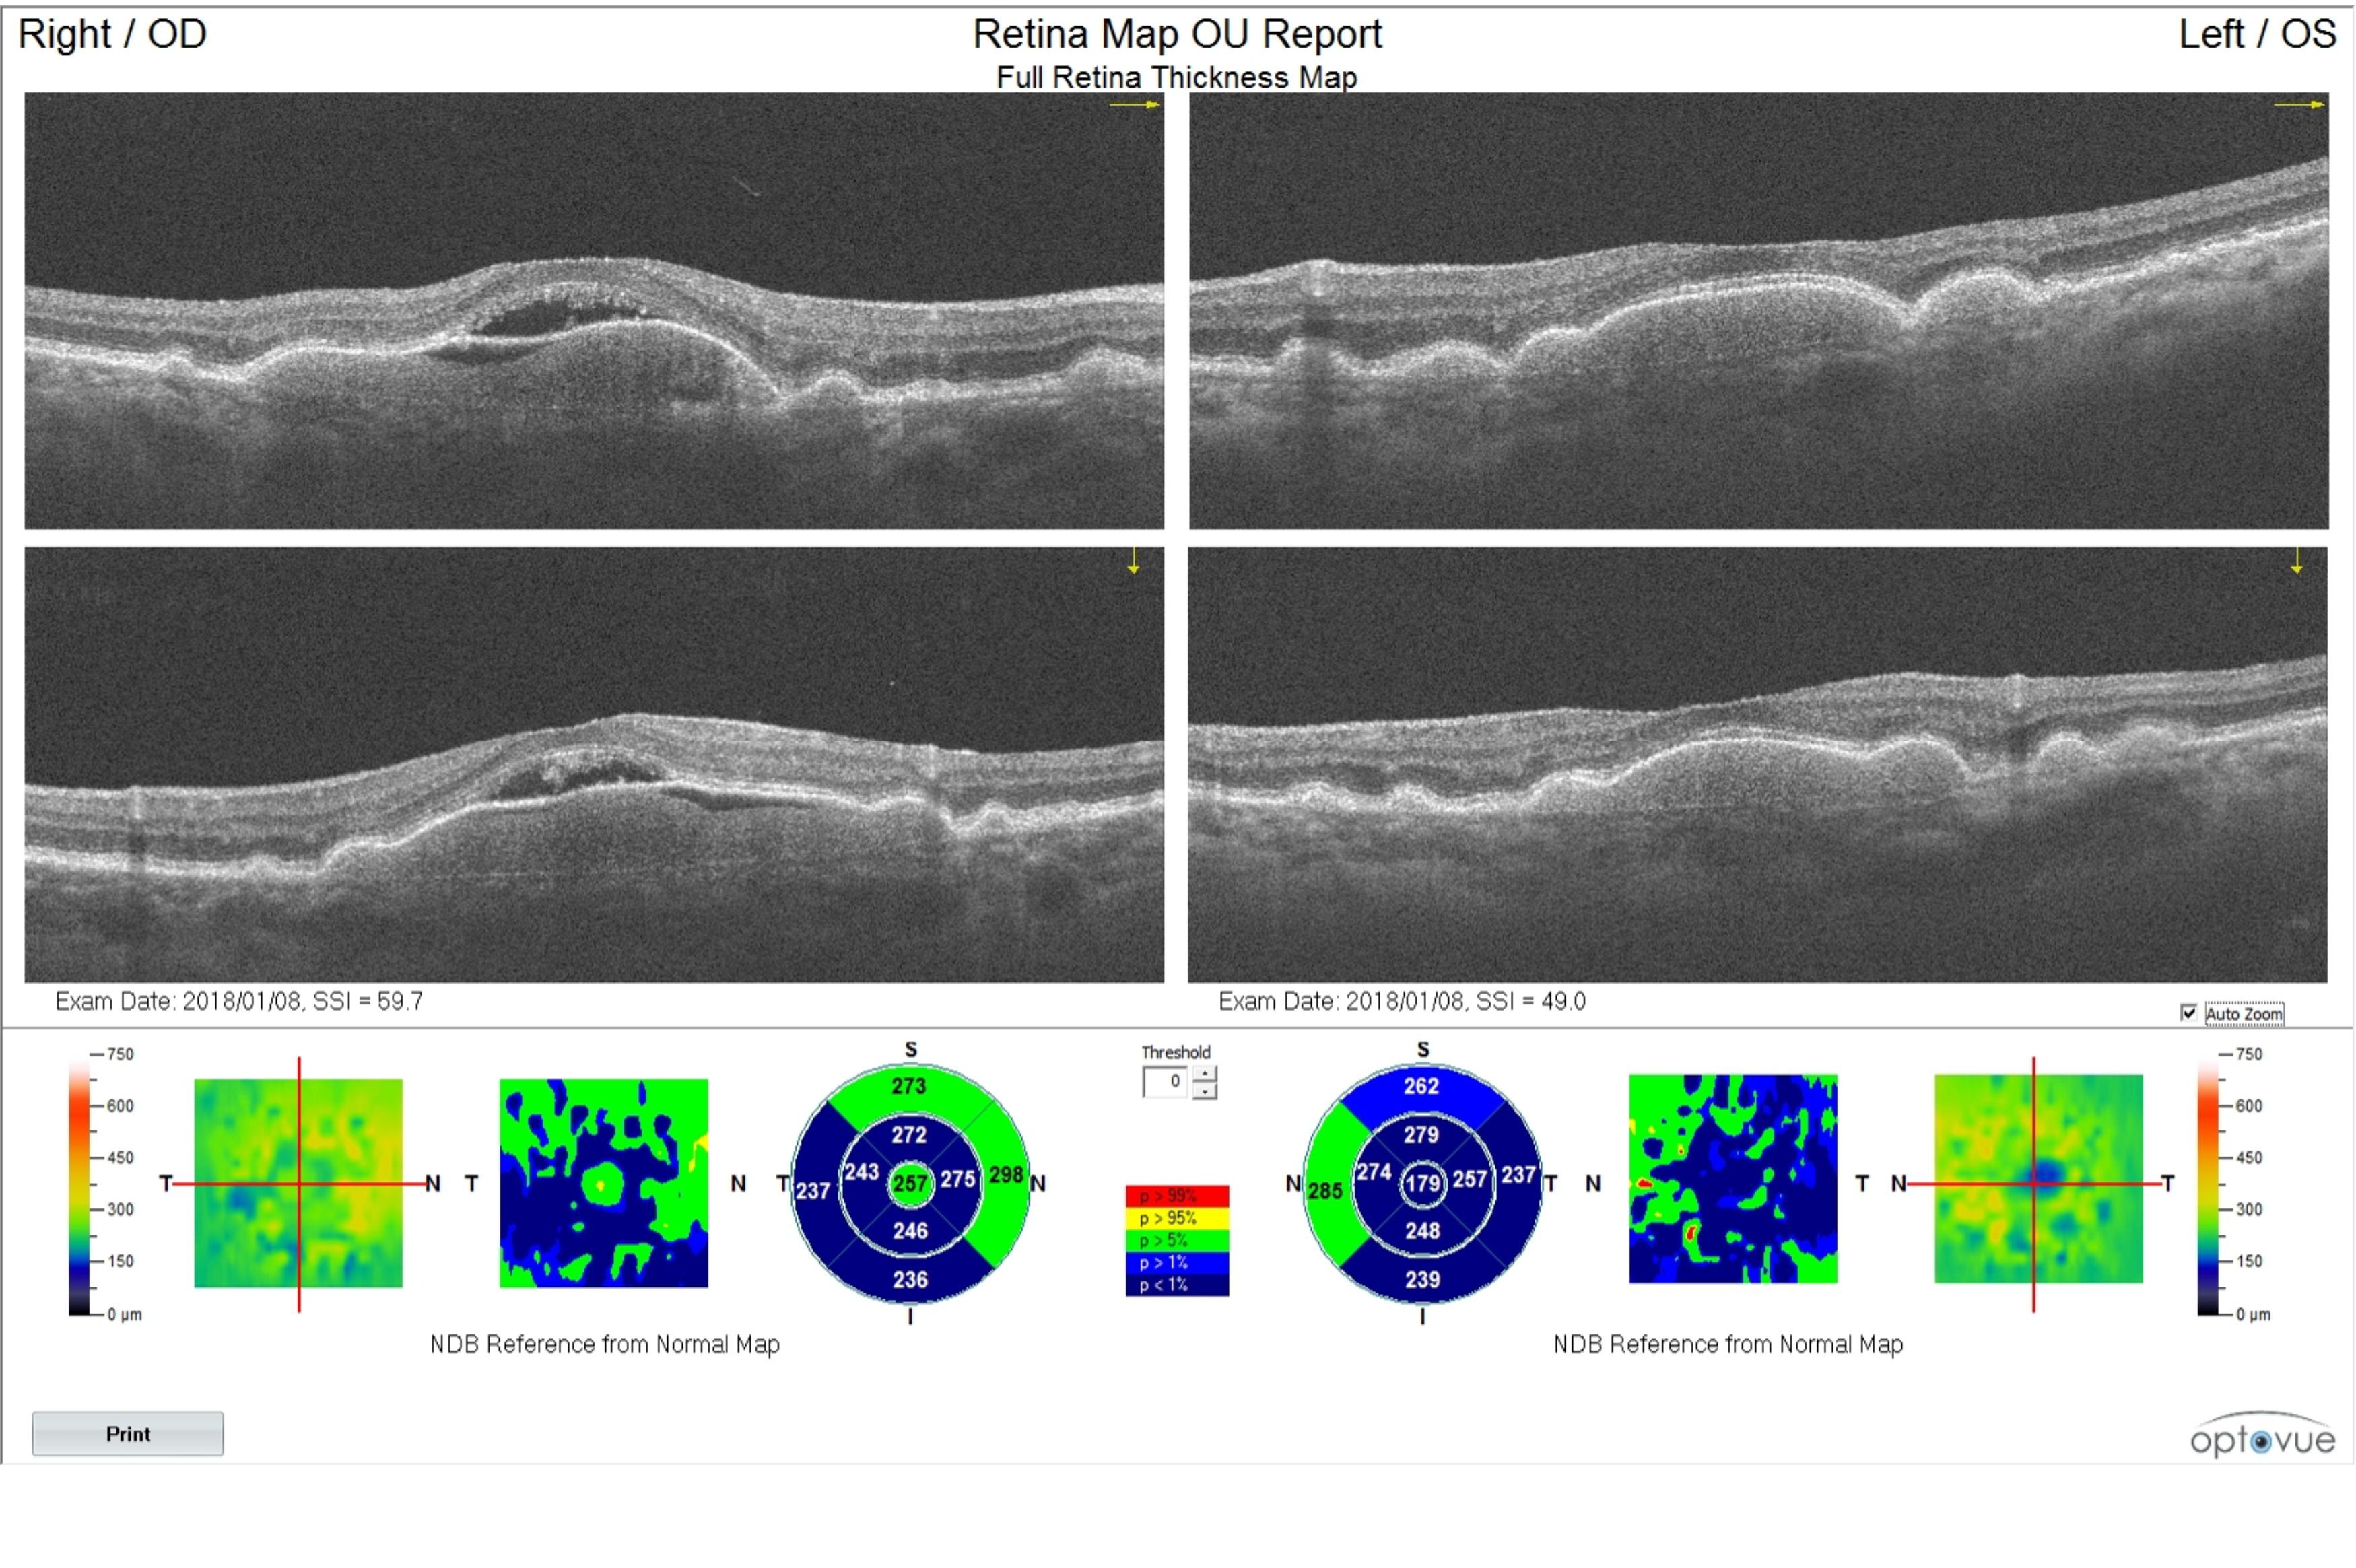 Right / OD
Retina Map OU Report
Left / OS
Full Retina Thickness Map
Exam Date: 2018/01/08, SSI = 59.7
Exam Date: 2018/01/08, SSI = 49.0
Auto Zoom
750
600
450
300
150
0 µm
T
N
T
N
S
273
272
T
237
243
257
275
298
N
246
236
I
Threshold
0
p > 99%
p > 95%
p > 5%
p > 1%
p < 1%
S
262
279
N
285
274
179
257
237
T
248
239
I
N
T
N
T
750
600
450
300
150
0 µm
NDB Reference from Normal Map
NDB Reference from Normal Map
Print
optovue